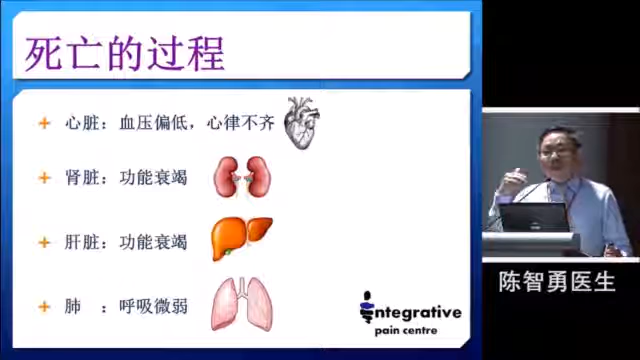 死亡的过程
心脏：血压偏低，心律不齐
肾脏：功能衰竭
肝脏：功能衰竭
肺　：呼吸微弱
integrative
pain centre
陈智勇医生